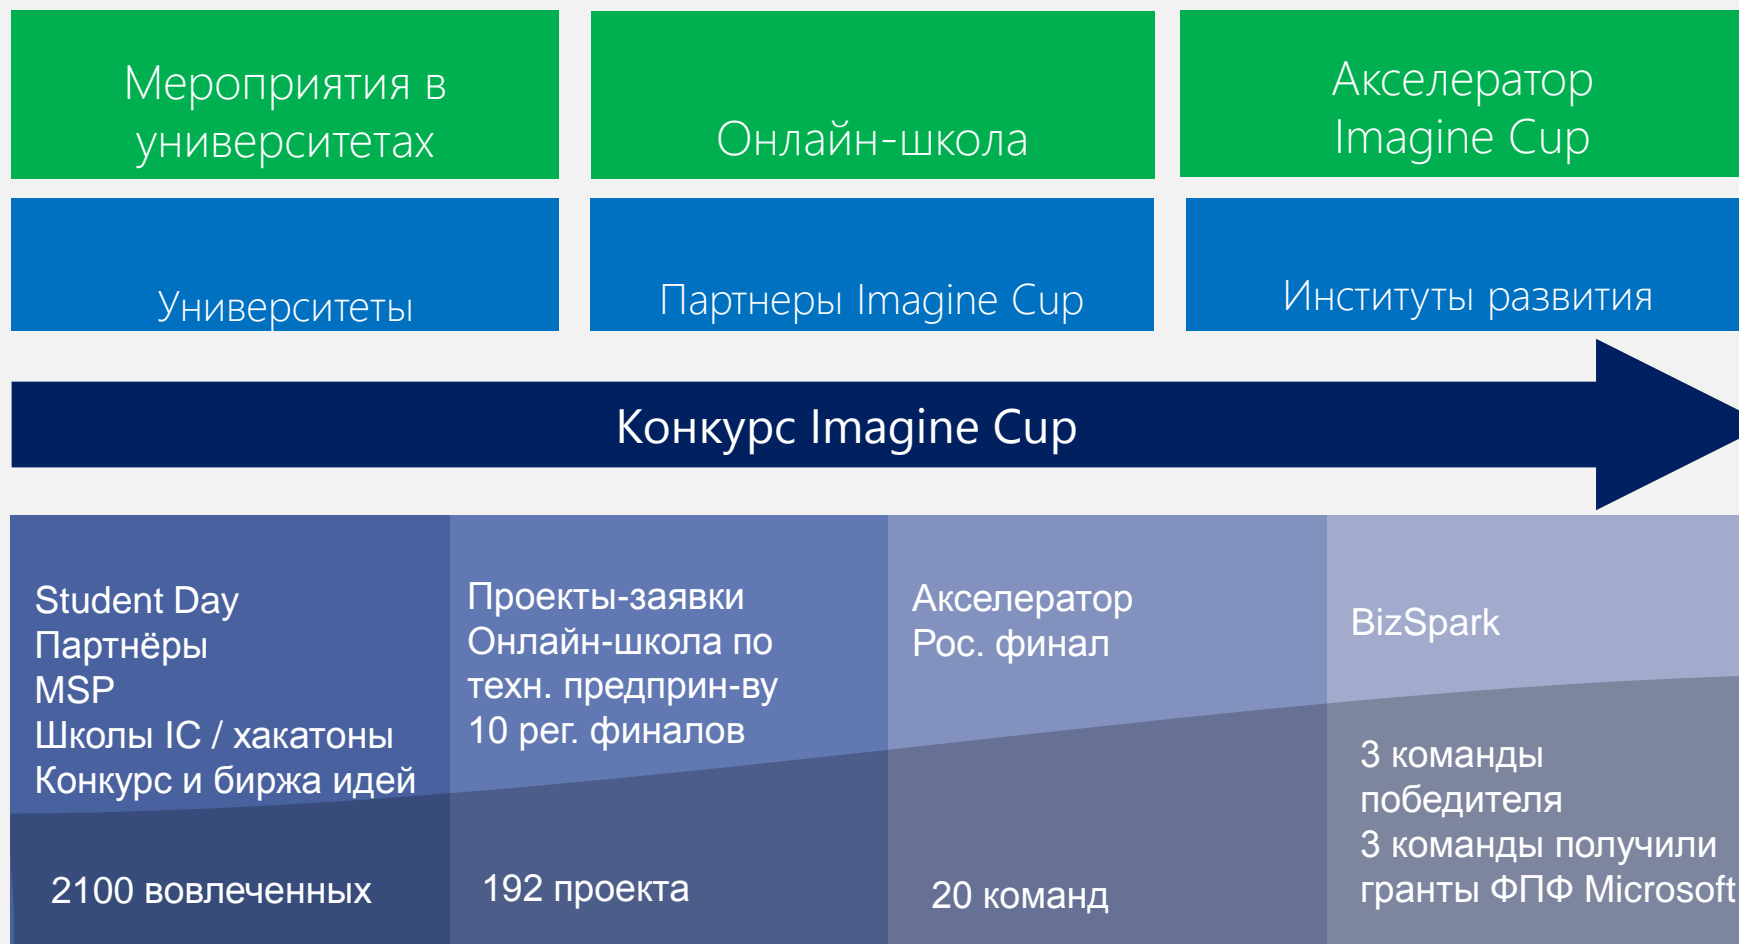 Мероприятия в
университетах
Онлайн-школа
Акселератор
Imagine Cup
Университеты
Партнеры Imagine Cup
Институты развития
Конкурс Imagine Cup
Student Day
Партнёры
MSP
Школы IC / хакатоны
Конкурс и биржа идей
2100 вовлеченных
Проекты-заявки
Онлайн-школа по
техн. предприн-ву
10 рег. финалов
192 проекта
Акселератор
Рос. финал
20 команд
BizSpark
3 команды
победителя
3 команды получили
гранты ФПФ Microsoft